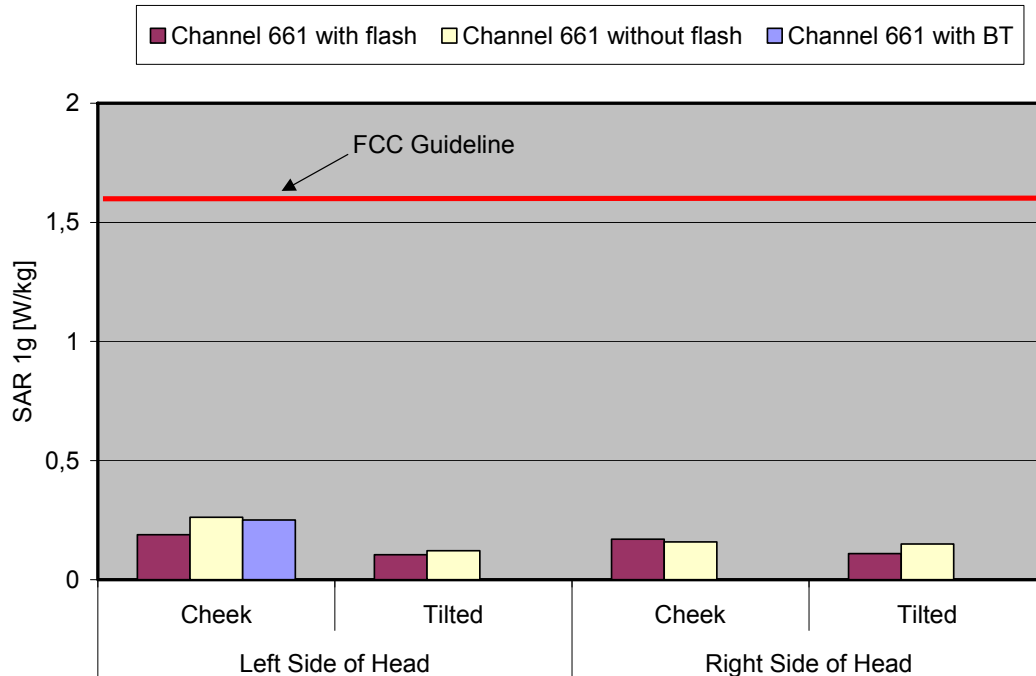 Channel 661 with flash Channel 661 without flash Channel 661 with BT
2
FCC Guideline
1,5
1
0,5
0
SAR 1g [W/kg]
Cheek Tilted Cheek Tilted
Left Side of Head Right Side of Head